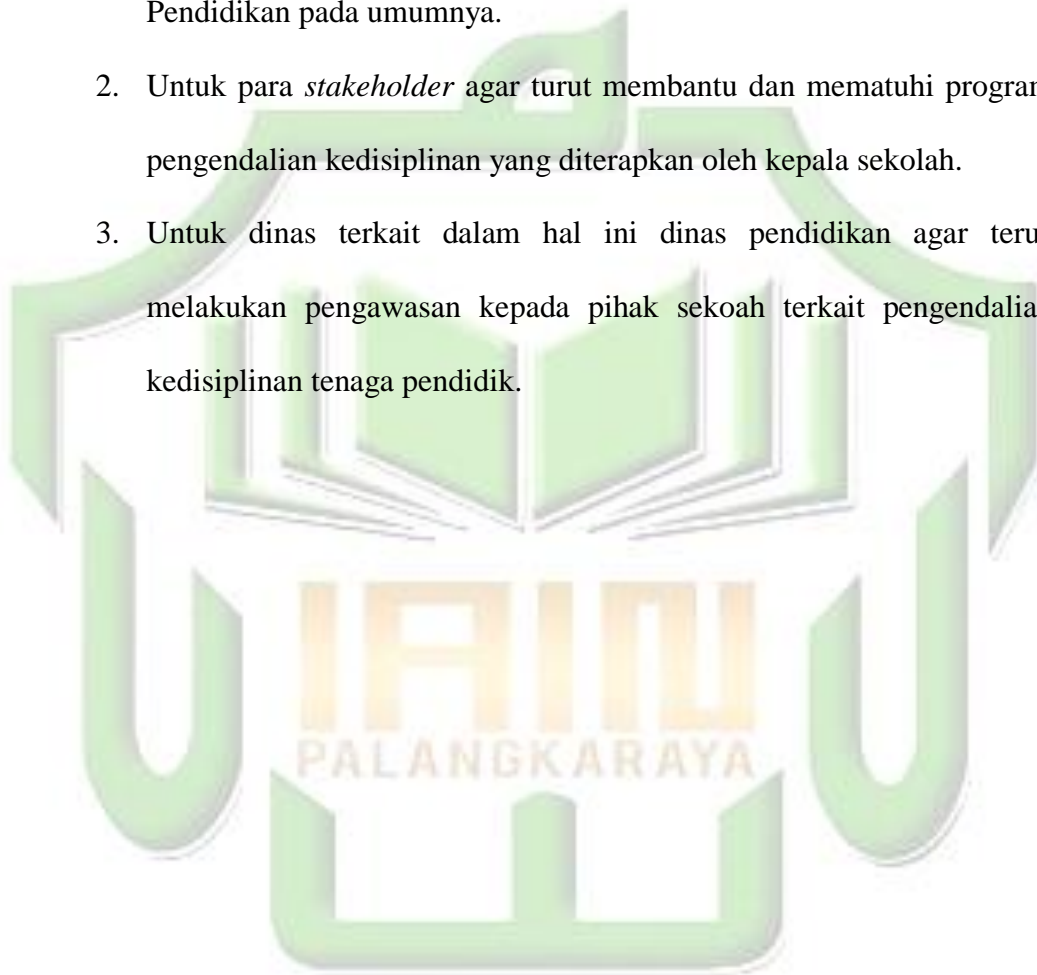 Pendidikan pada umumnya.
2. Untuk para stakeholder agar turut membantu dan mematuhi progra
pengendalian kedisiplinan yang diterapkan oleh kepala sekolah.
3. Untuk dinas terkait dalam hal ini dinas pendidikan agar teru
melakukan pengawasan kepada pihak sekoah terkait pengendalia
kedisiplinan tenaga pendidik.
IAIN
PALANGKARAYA